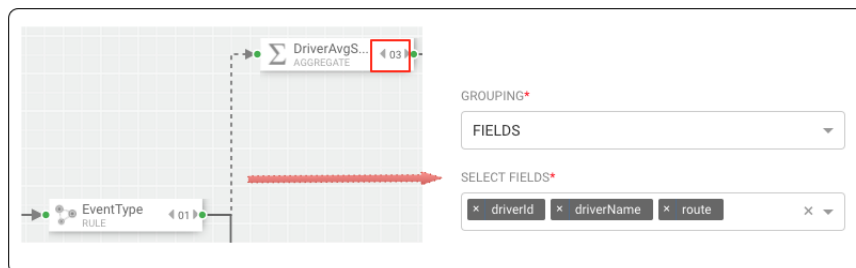 DriverAvgS...
AGGREGATE
03
EventType
RULE
01
GROUPING*
FIELDS
SELECT FIELDS*
× driverId × driverName × route ×